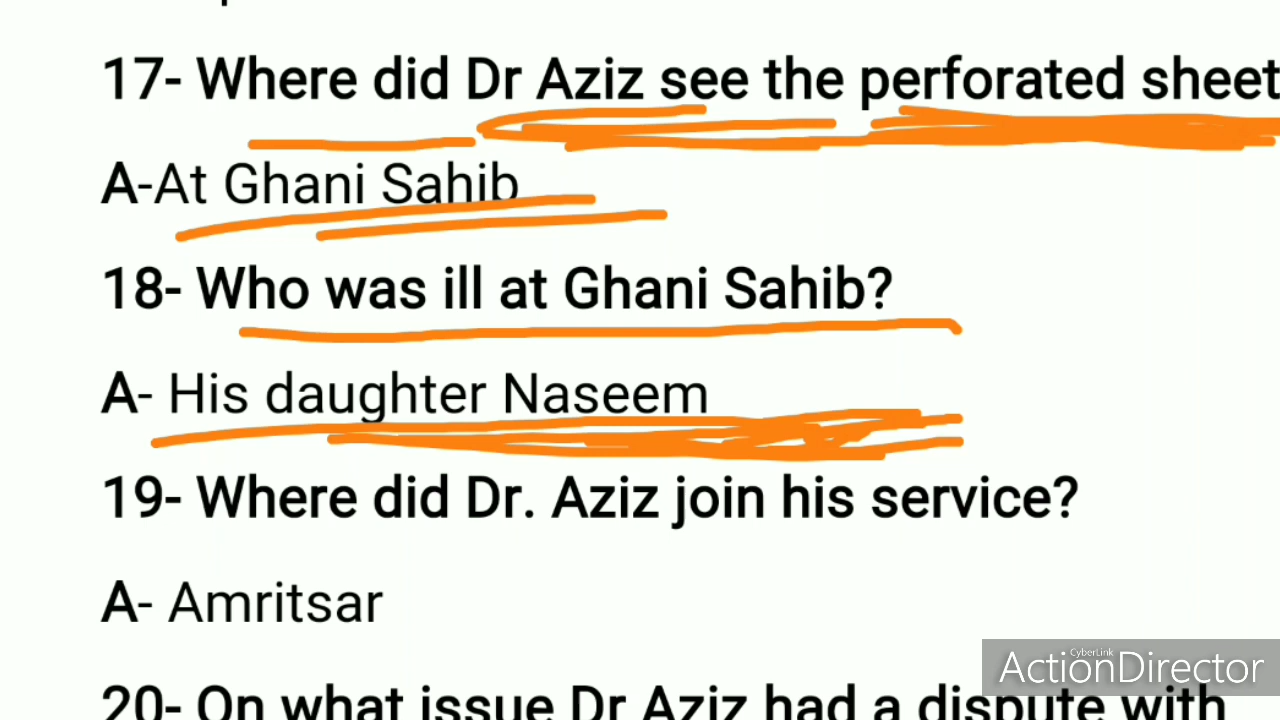 17- Where did Dr Aziz see the perforated sheet
A-At Ghani Sahib
18- Who was ill at Ghani Sahib?
A- His daughter Naseem
19- Where did Dr. Aziz join his service?
A- Amritsar
20- On what issue Dr Aziz had a dispute with
CyberLink
ActionDirector